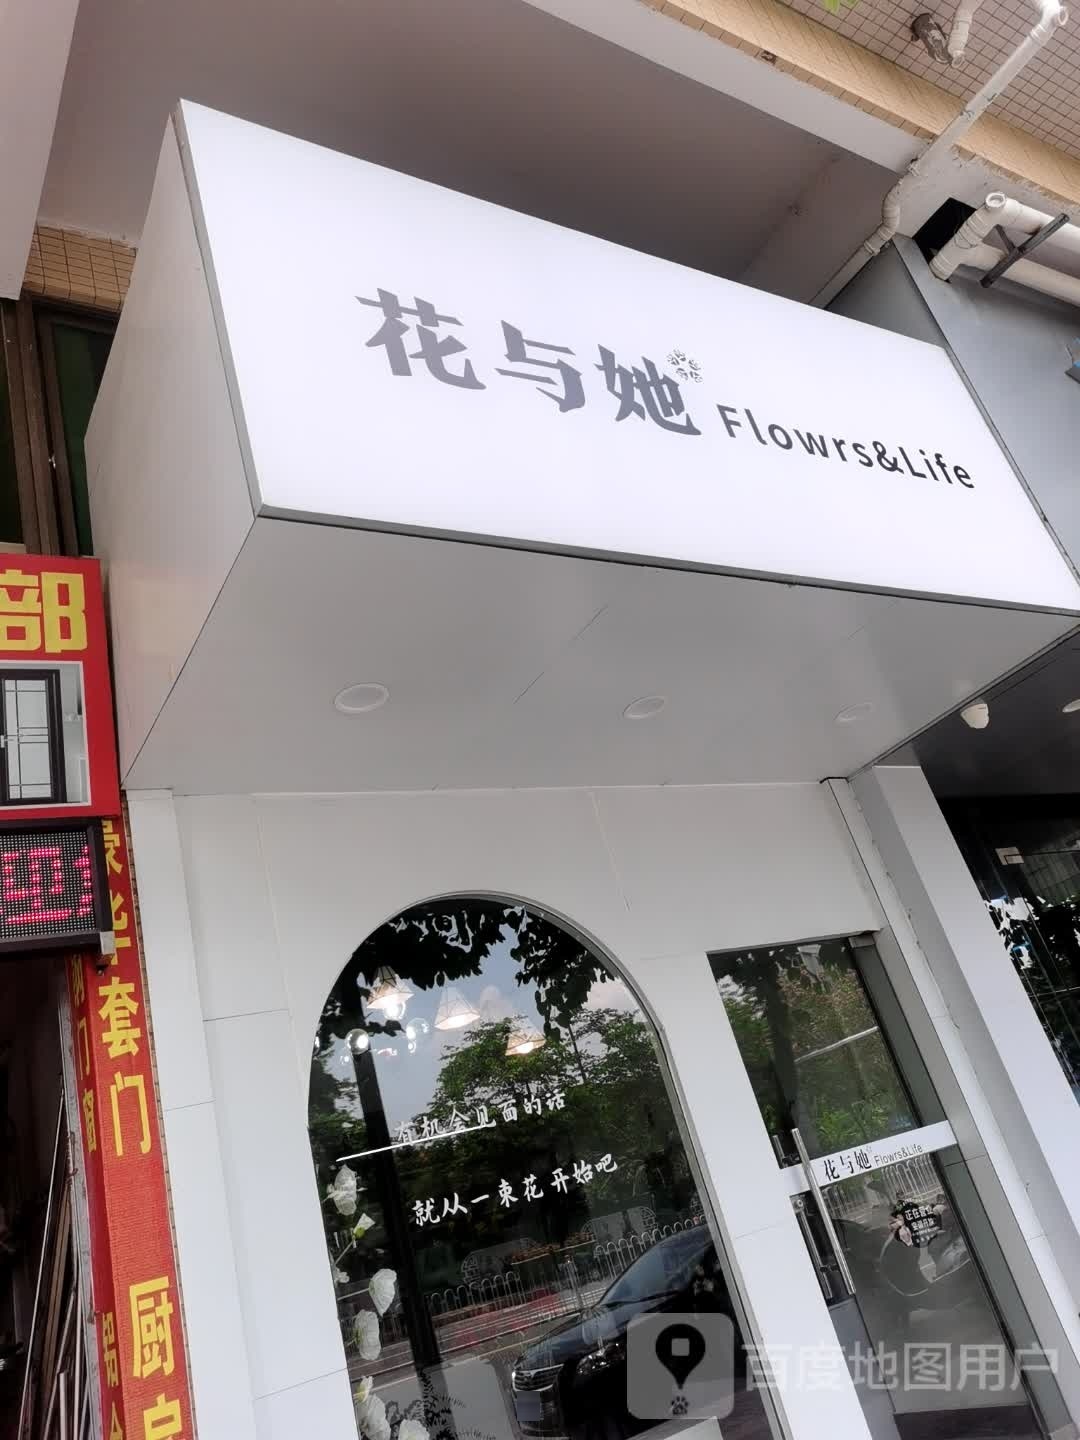 花与她 Flowrs&Life
部
套门
厨
有机会见面的话
就从一束花开始吧
花与她 Flowrs&Life
百度地图用户